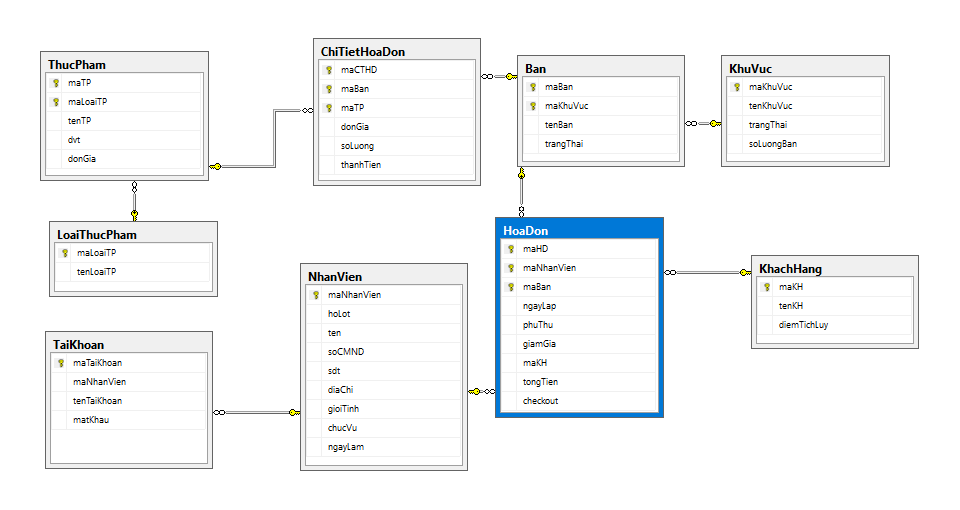 ThucPham
maTP
maLoaiTP
tenTP
dvt
donGia
ChiTietHoaDon
maCTHD
maBan
maTP
donGia
soLuong
thanhTien
Ban
maBan
maKhuVuc
tenBan
trangThai
KhuVuc
maKhuVuc
tenKhuVuc
trangThai
soLuongBan
LoaiThucPham
maLoaiTP
tenLoaiTP
HoaDon
maHD
maNhanVien
maBan
ngayLap
phuThu
giamGia
maKH
tongTien
checkout
KhachHang
maKH
tenKH
diemTichLuy
NhanVien
maNhanVien
hoLot
ten
soCMND
sdt
diaChi
gioiTinh
chucVu
ngayLam
TaiKhoan
maTaiKhoan
maNhanVien
tenTaiKhoan
matKhau